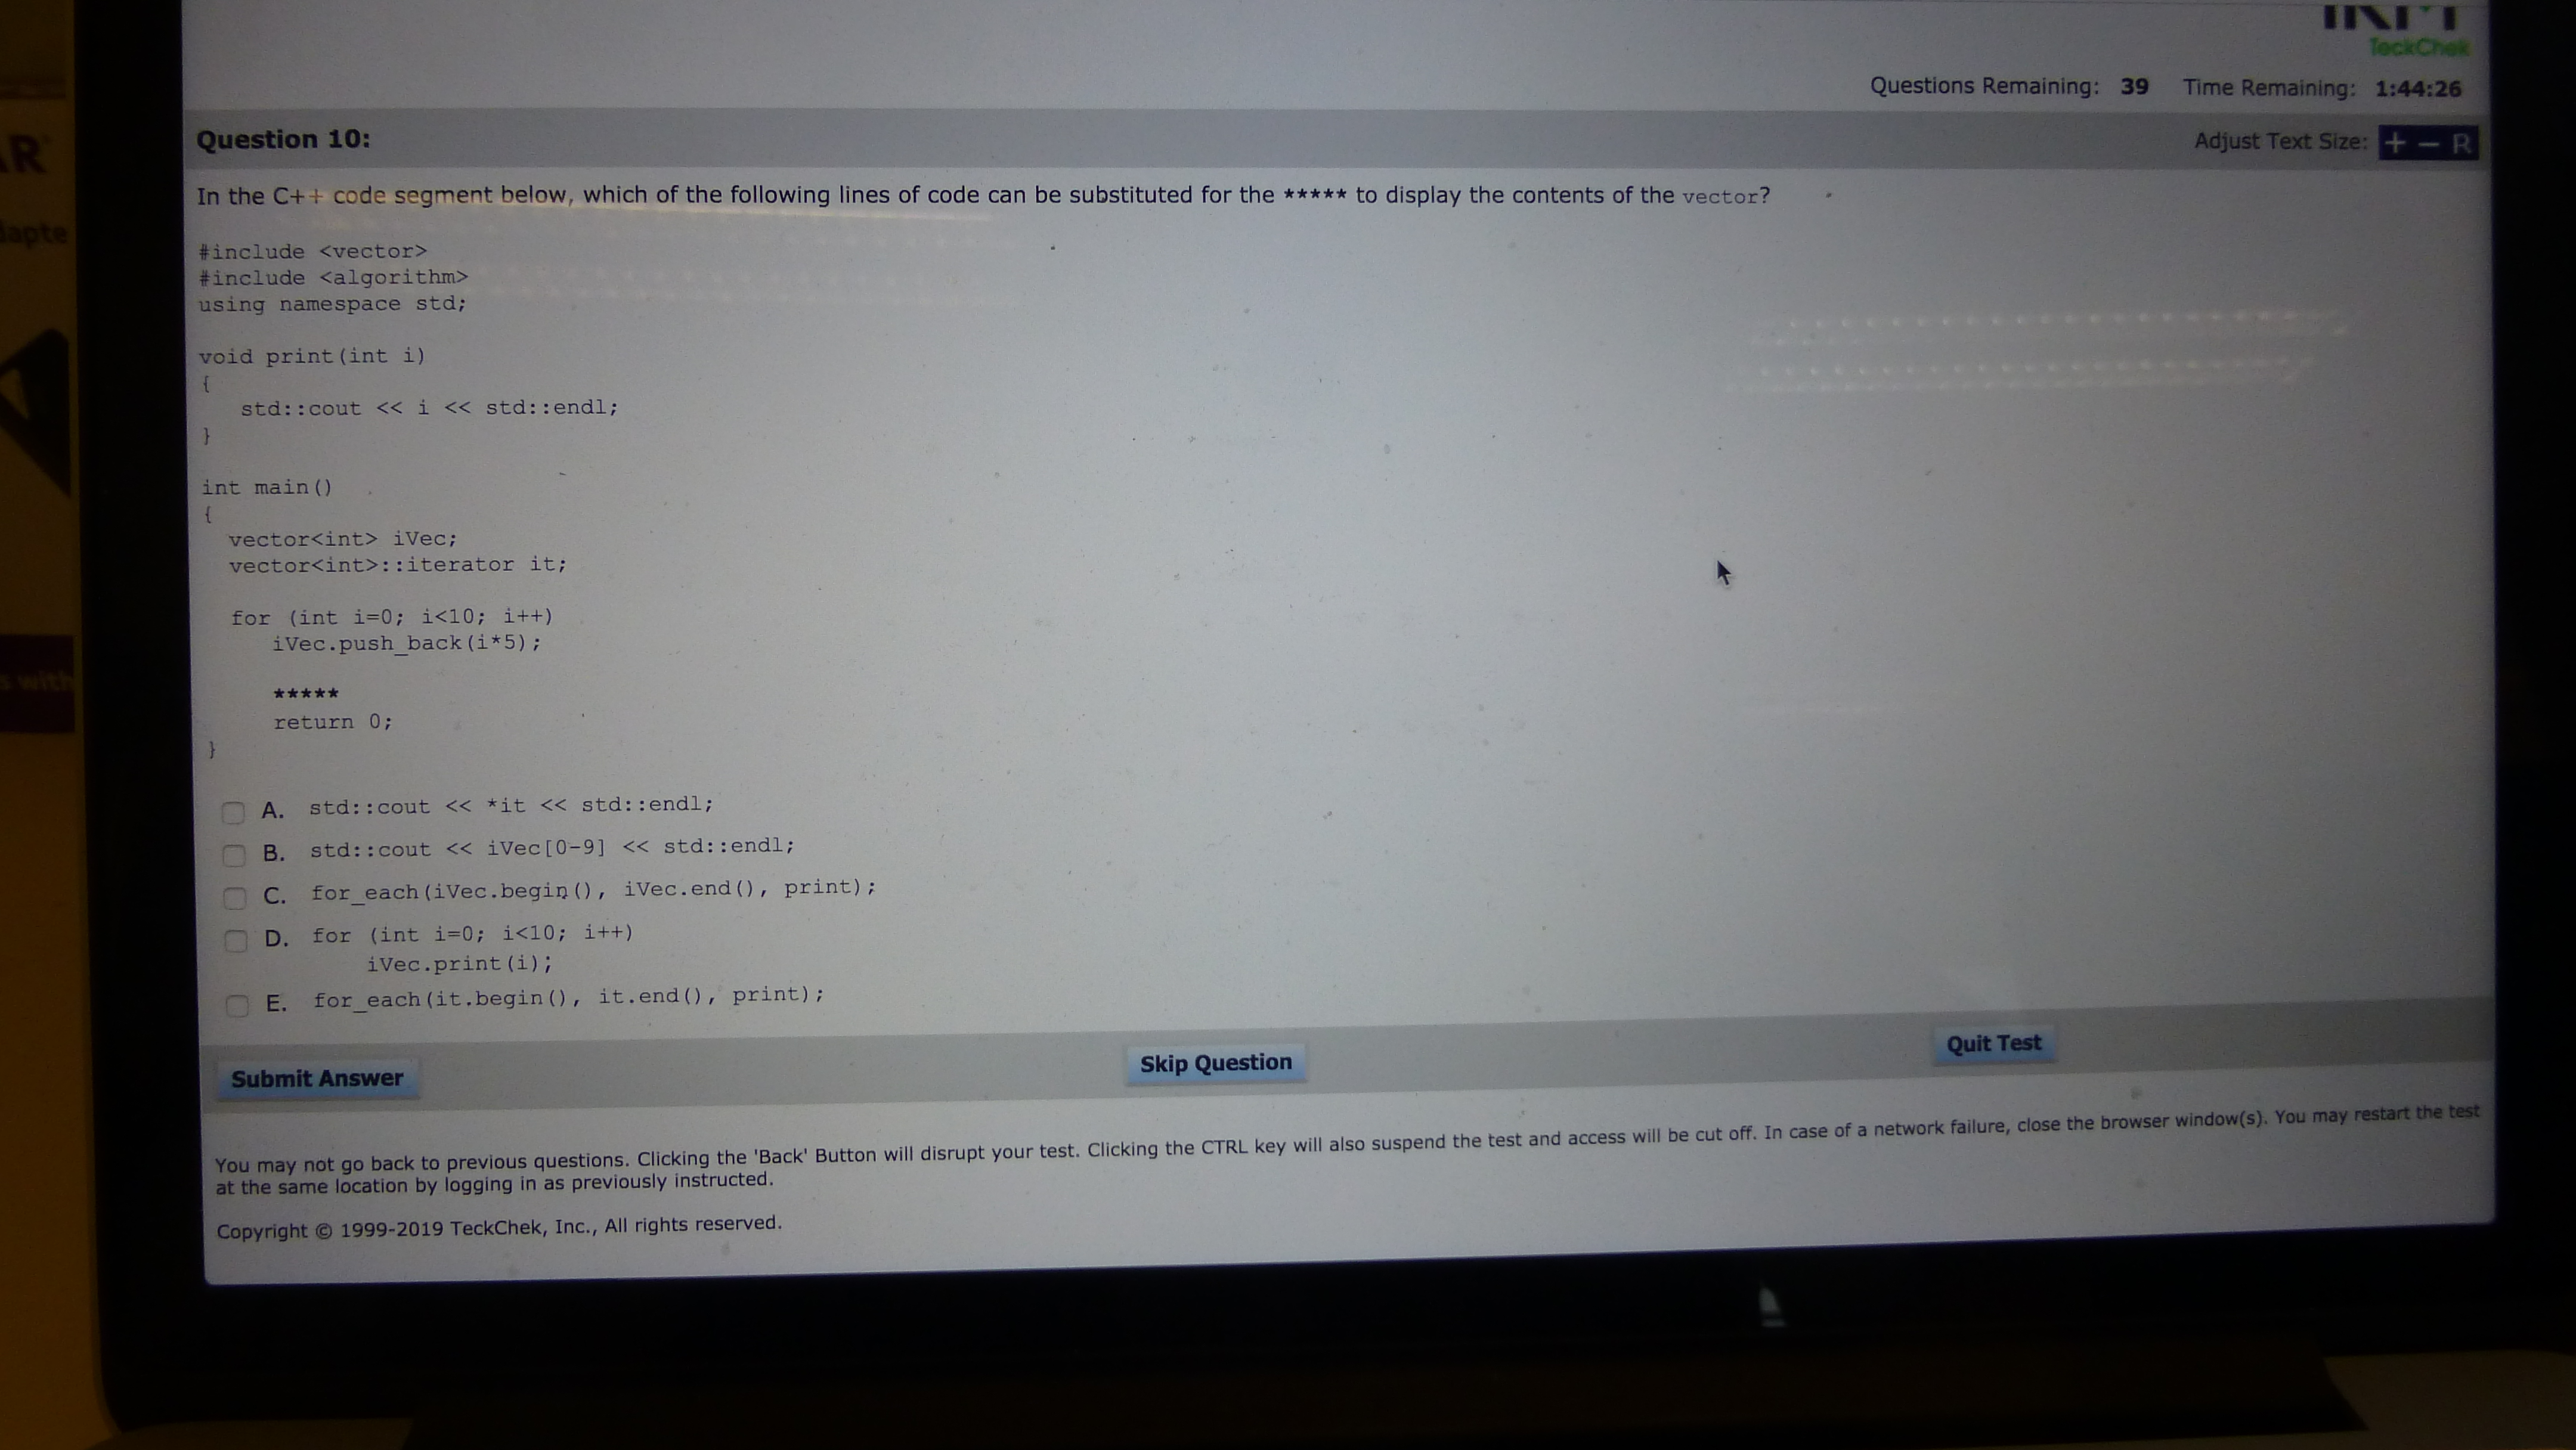 TeckChek
Questions Remaining: 39 Time Remaining: 1:44:26
Question 10:
Adjust Text Size: + − R
In the C++ code segment below, which of the following lines of code can be substituted for the ***** to display the contents of the vector?
#include <vector>
#include <algorithm>
using namespace std;
void print(int i)
{
std::cout << i << std::endl;
}
int main()
{
vector<int> iVec;
vector<int>::iterator it;
for (int i=0; i<10; i++)
iVec.push_back(i*5);
*****
return 0;
}
A. std::cout << *it << std::endl;
B. std::cout << iVec[0-9] << std::endl;
C. for_each(iVec.begin(), iVec.end(), print);
D. for (int i=0; i<10; i++)
iVec.print(i);
E. for_each(it.begin(), it.end(), print);
Submit Answer
Skip Question
Quit Test
You may not go back to previous questions. Clicking the 'Back' Button will disrupt your test. Clicking the CTRL key will also suspend the test and access will be cut off. In case of a network failure, close the browser window(s). You may restart the test
at the same location by logging in as previously instructed.
Copyright © 1999-2019 TeckChek, Inc., All rights reserved.